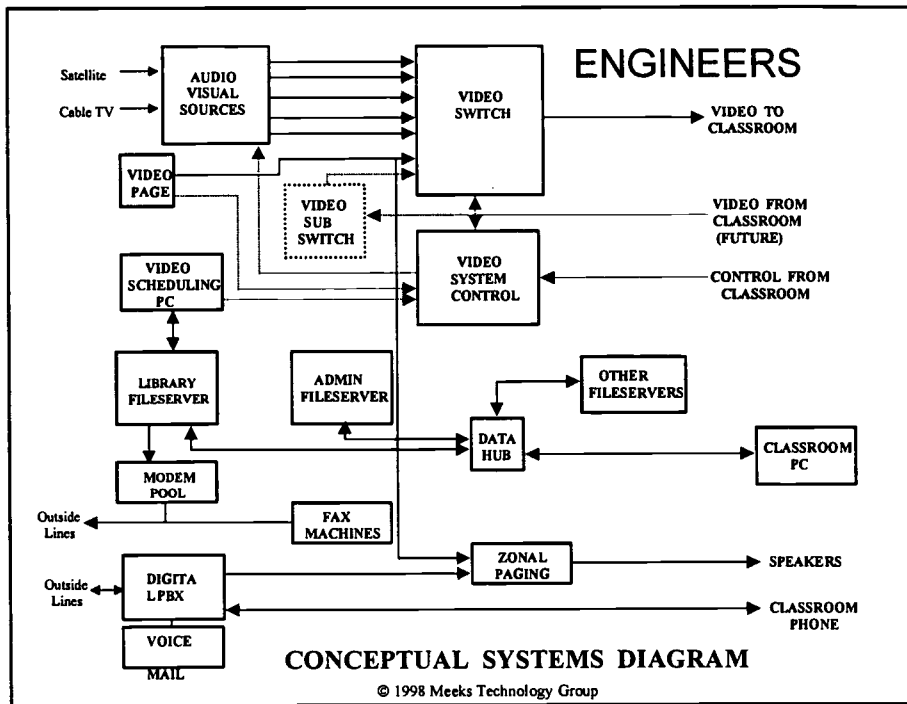 ENGINEERS
Satellite
Cable TV
AUDIO
VISUAL
SOURCES
VIDEO
SWITCH
VIDEO TO
CLASSROOM
VIDEO
PAGE
VIDEO
SUB
SWITCH
VIDEO FROM
CLASSROOM
(FUTURE)
VIDEO
SCHEDULING
PC
VIDEO
SYSTEM
CONTROL
CONTROL FROM
CLASSROOM
LIBRARY
FILESERVER
ADMIN
FILESERVER
OTHER
FILESERVERS
DATA
HUB
CLASSROOM
PC
MODEM
POOL
Outside
Lines
FAX
MACHINES
ZONAL
PAGING
SPEAKERS
Outside
Lines
DIGITA
LPBX
CLASSROOM
PHONE
VOICE
MAIL
CONCEPTUAL SYSTEMS DIAGRAM
© 1998 Meeks Technology Group